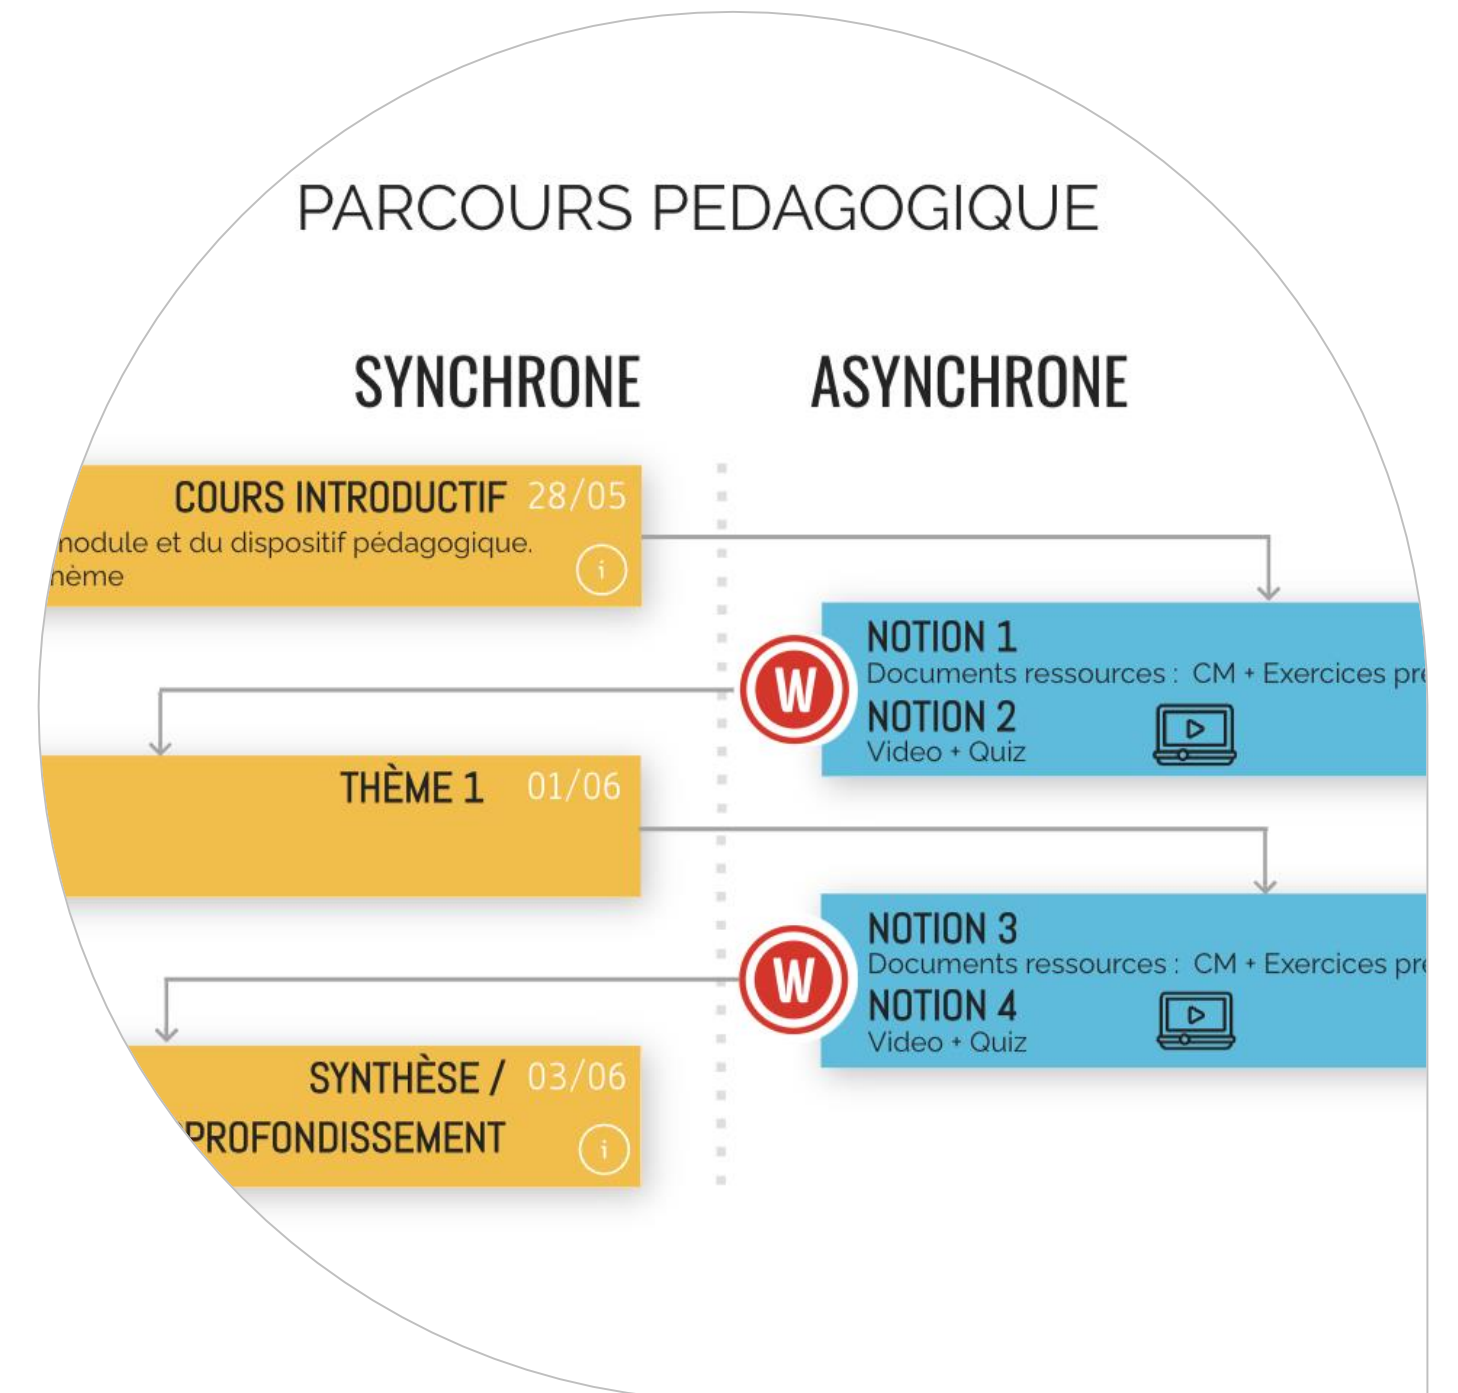 PARCOURS PEDAGOGIQUE
SYNCHRONE
ASYNCHRONE
COURS INTRODUCTIF 28/05
et du dispositif pédagogique.
i
NOTION 1
Documents ressources : CM + Exercices
W
NOTION 2
Video + Quiz
THÈME 1 01/06
NOTION 3
Documents ressources : CM + Exercices
W
NOTION 4
Video + Quiz
SYNTHÈSE / 03/06
i